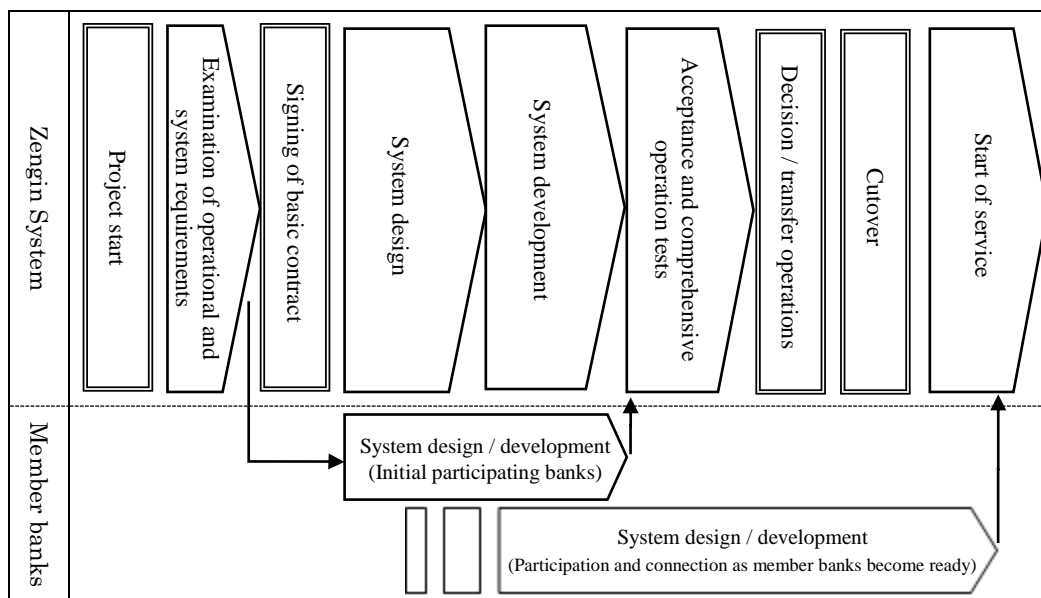 Zengin System
Project start
Examination of operational and
system requirements
Signing of basic contract
System design
System development
Acceptance and comprehensive
operation tests
Decision / transfer operations
Cutover
Start of service
Member banks
System design / development
(Initial participating banks)
System design / development
(Participation and connection as member banks become ready)